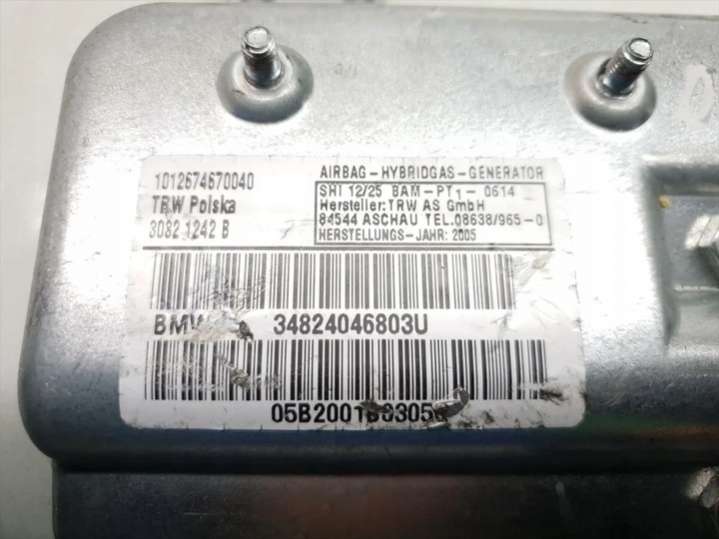 1012674670040
TRW Polska
3082 1242 B
AIRBAG - HYBRIDGAS - GENERATOR
SHI 12/25 BAM-PT1 - 0614
Hersteller: TRW AS GmbH
84544 ASCHAU TEL.08638/965-0
HERSTELLUNGS - JAHR: 2005
BMW 34824046803U